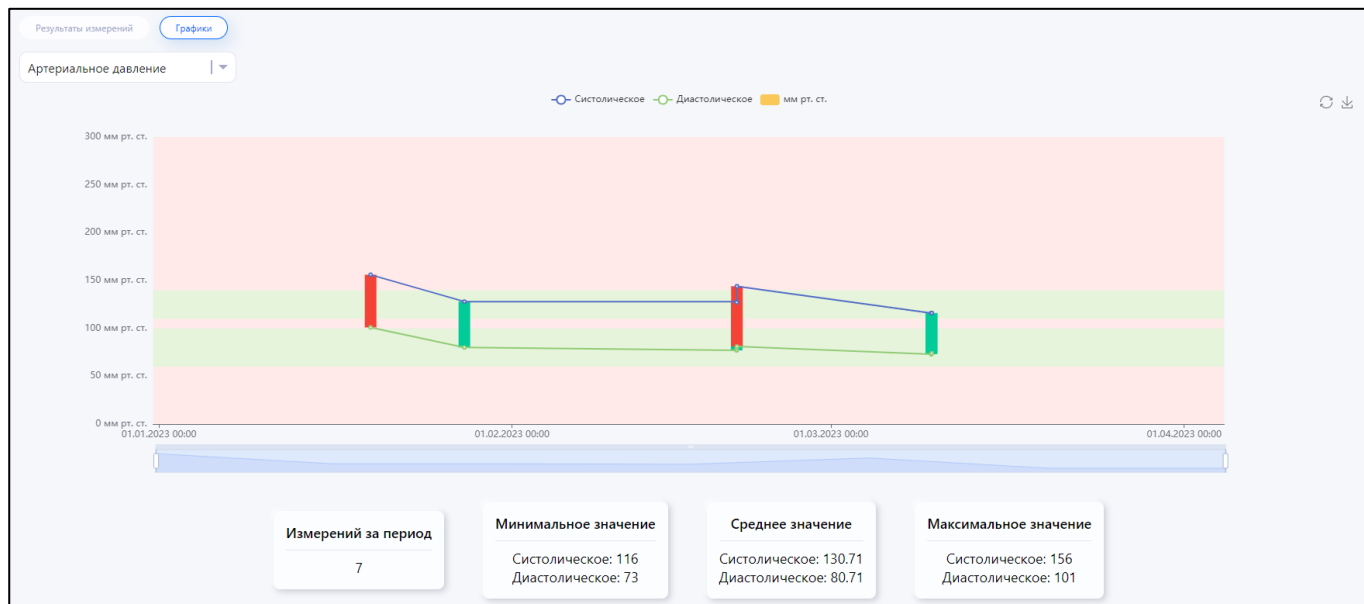 Результаты измерений
Графики
Артериальное давление
Систолическое
Диастолическое
мм рт. ст.
300 мм рт. ст.
250 мм рт. ст.
200 мм рт. ст.
150 мм рт. ст.
100 мм рт. ст.
50 мм рт. ст.
0 мм рт. ст.
01.01.2023 00:00
01.02.2023 00:00
01.03.2023 00:00
01.04.2023 00:00
Измерений за период
7
Минимальное значение
Систолическое: 116
Диастолическое: 73
Среднее значение
Систолическое: 130.71
Диастолическое: 80.71
Максимальное значение
Систолическое: 156
Диастолическое: 101